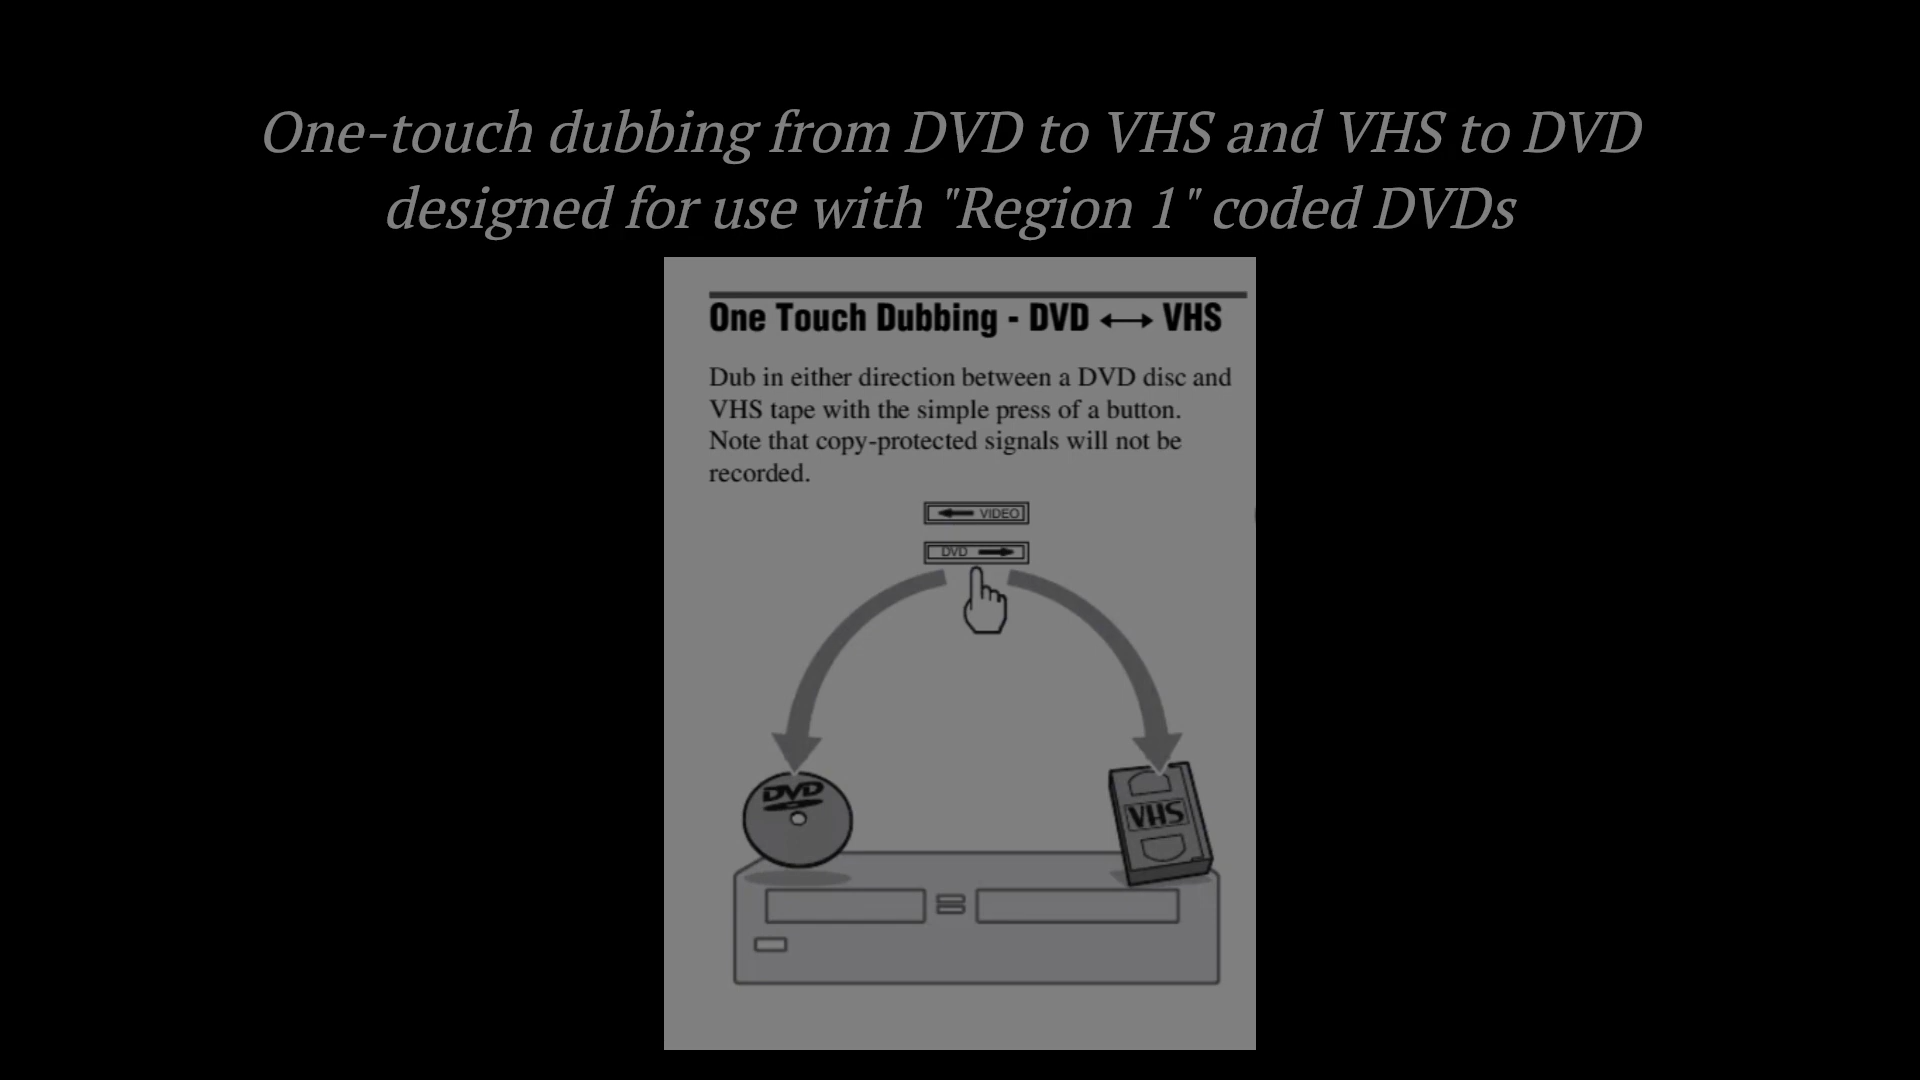 One-touch dubbing from DVD to VHS and VHS to DVD
designed for use with "Region 1" coded DVDs
One Touch Dubbing - DVD ⟷ VHS
Dub in either direction between a DVD disc and
VHS tape with the simple press of a button.
Note that copy-protected signals will not be
recorded.
← VIDEO
DVD →
DVD
VHS